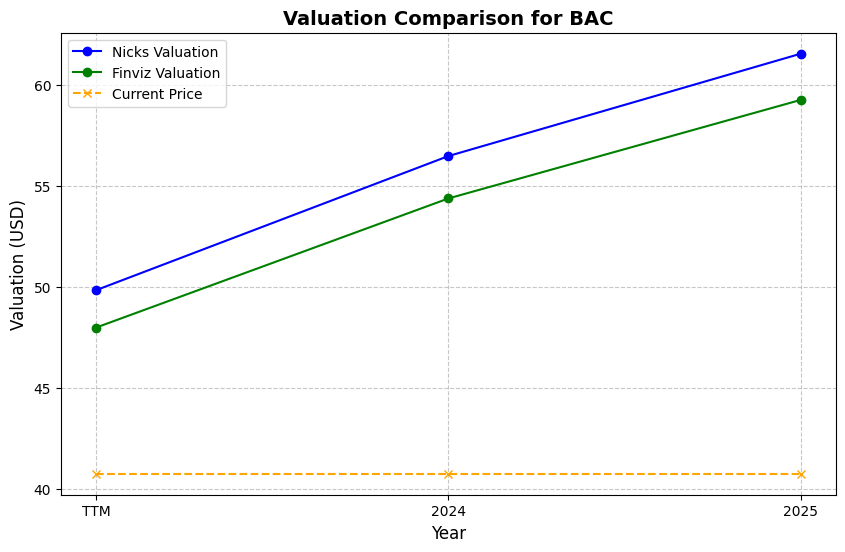 Valuation Comparison for BAC
Nicks Valuation
Finviz Valuation
Current Price
Valuation (USD)
60
55
50
45
40
TTM
2024
2025
Year